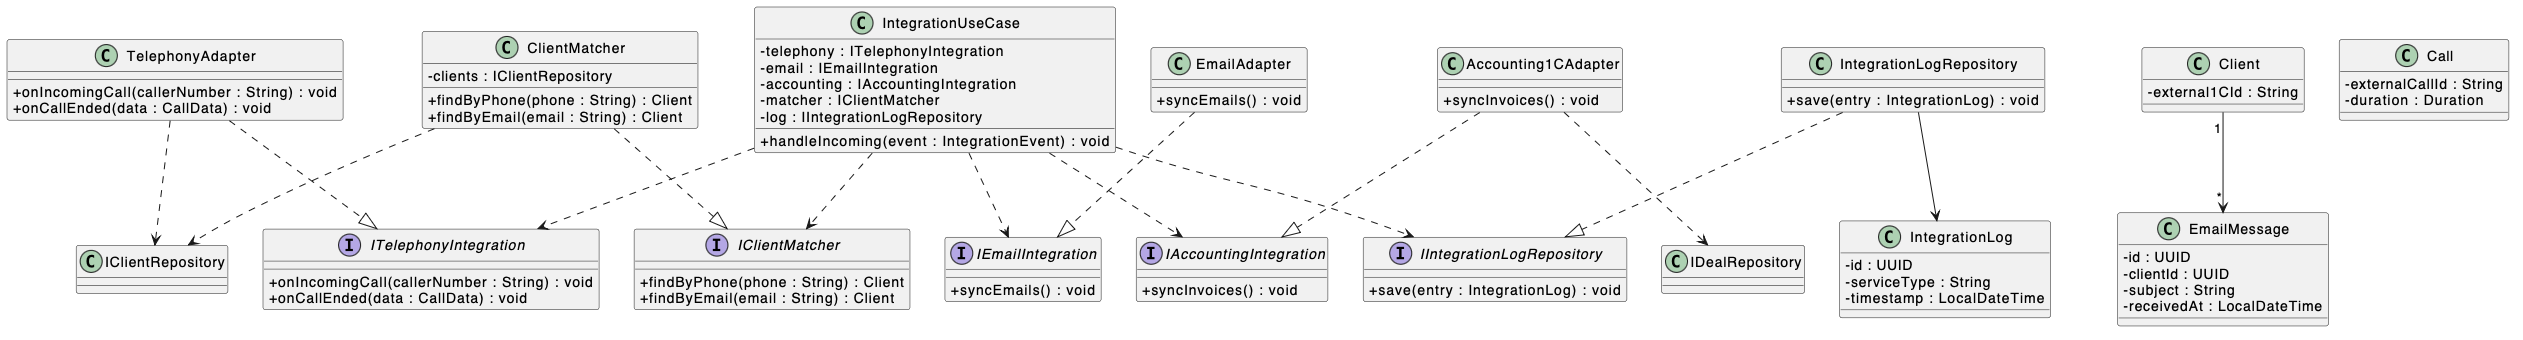 C TelephonyAdapter
+onIncomingCall(callerNumber : String) : void
+onCallEnded(data : CallData) : void
C ClientMatcher
-clients : IClientRepository
+findByPhone(phone : String) : Client
+findByEmail(email : String) : Client
C IntegrationUseCase
-telephony : ITelephonyIntegration
-email : IEmailIntegration
-accounting : IAccountingIntegration
-matcher : IClientMatcher
-log : IIntegrationLogRepository
+handleIncoming(event : IntegrationEvent) : void
C EmailAdapter
+syncEmails() : void
C Accounting1CAdapter
+syncInvoices() : void
C IntegrationLogRepository
+save(entry : IntegrationLog) : void
C Client
-external1CId : String
C Call
-externalCallId : String
-duration : Duration
1
*
C IClientRepository
I ITelephonyIntegration
+onIncomingCall(callerNumber : String) : void
+onCallEnded(data : CallData) : void
I IClientMatcher
+findByPhone(phone : String) : Client
+findByEmail(email : String) : Client
I IEmailIntegration
+syncEmails() : void
I IAccountingIntegration
+syncInvoices() : void
I IIntegrationLogRepository
+save(entry : IntegrationLog) : void
C IDealRepository
C IntegrationLog
-id : UUID
-serviceType : String
-timestamp : LocalDateTime
C EmailMessage
-id : UUID
-clientId : UUID
-subject : String
-receivedAt : LocalDateTime